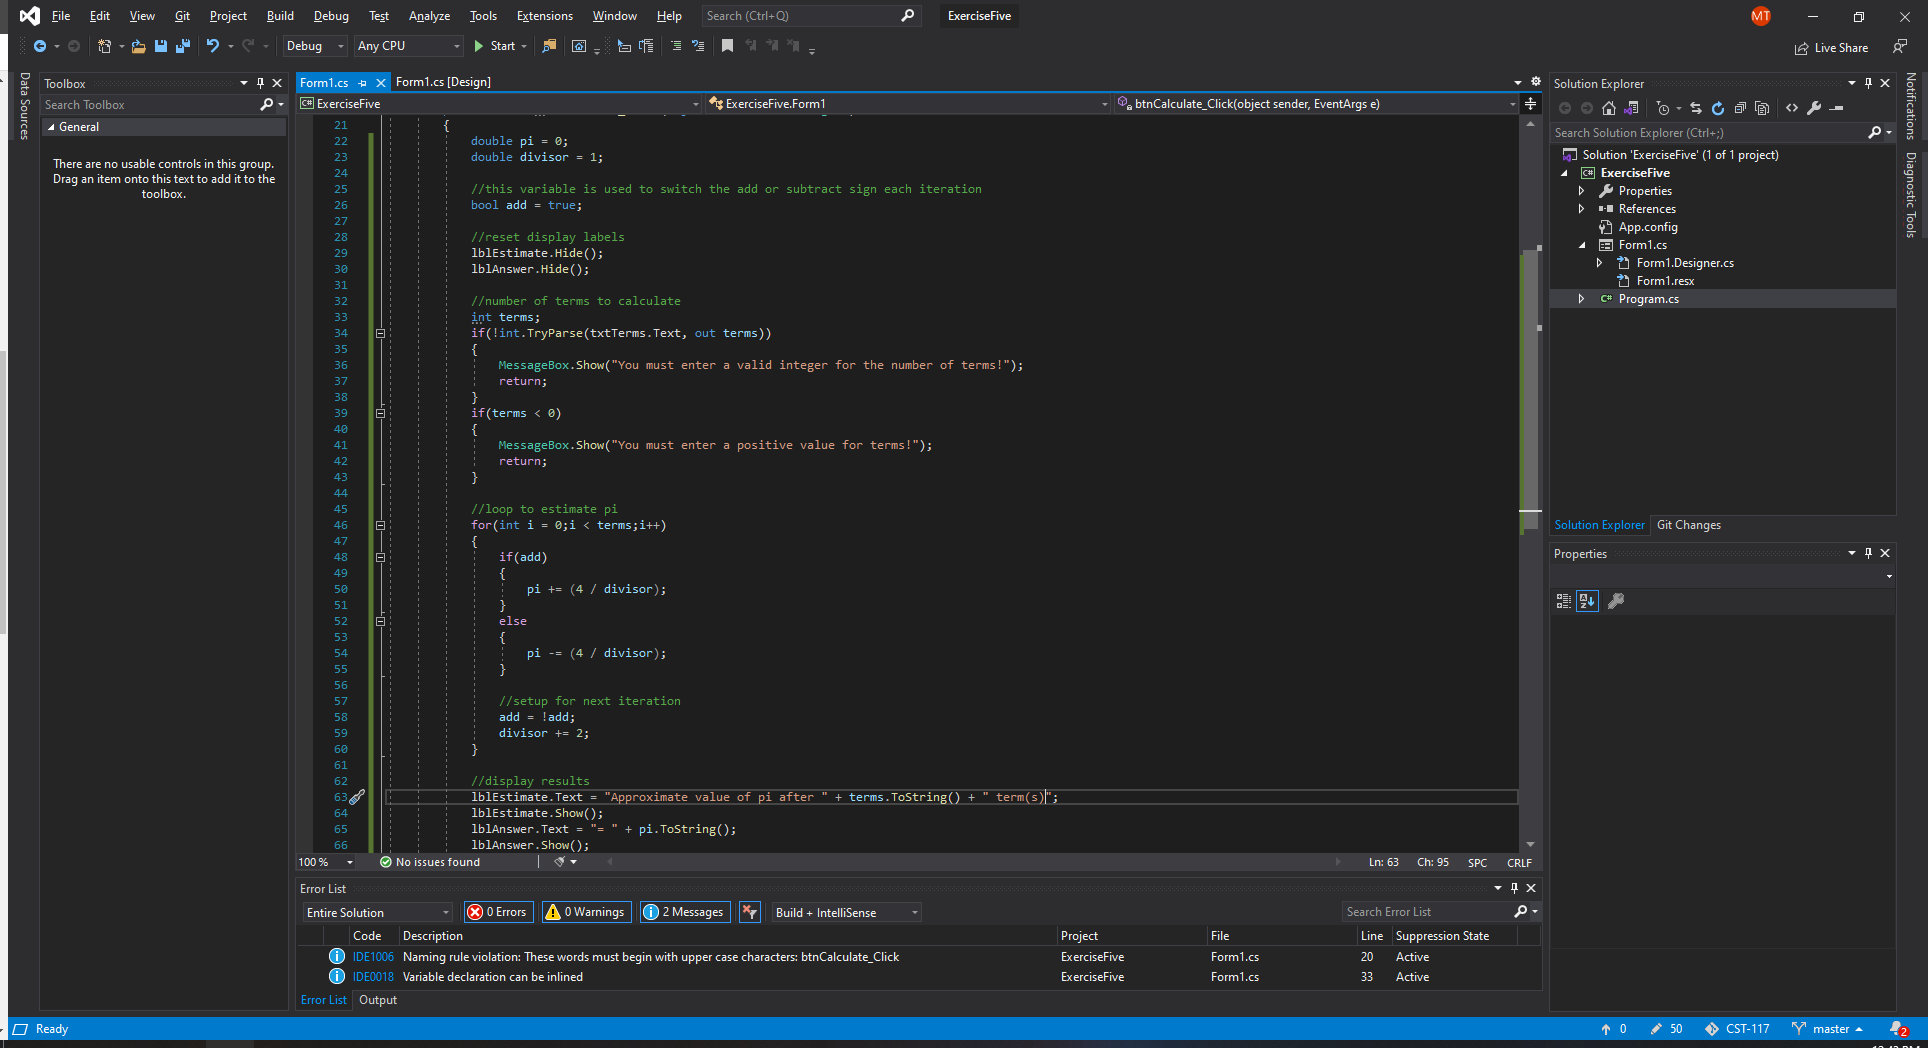 File Edit View Git Project Build Debug Test Analyze Tools Extensions Window Help Search (Ctrl+Q) ExerciseFive MT
Debug Any CPU Start Live Share
Data Sources
Toolbox
Search Toolbox
General
There are no usable controls in this group.
Drag an item onto this text to add it to the
toolbox.
Form1.cs Form1.cs [Design]
ExerciseFive ExerciseFive.Form1 btnCalculate_Click(object sender, EventArgs e)
21 {
22 double pi = 0;
23 double divisor = 1;
24
25 //this variable is used to switch the add or subtract sign each iteration
26 bool add = true;
27
28 //reset display labels
29 lblEstimate.Hide();
30 lblAnswer.Hide();
31
32 //number of terms to calculate
33 int terms;
34 if(!int.TryParse(txtTerms.Text, out terms))
35 {
36 MessageBox.Show("You must enter a valid integer for the number of terms!");
37 return;
38 }
39 if(terms < 0)
40 {
41 MessageBox.Show("You must enter a positive value for terms!");
42 return;
43 }
44
45 //loop to estimate pi
46 for(int i = 0;i < terms;i++)
47 {
48 if(add)
49 {
50 pi += (4 / divisor);
51 }
52 else
53 {
54 pi -= (4 / divisor);
55 }
56
57 //setup for next iteration
58 add = !add;
59 divisor += 2;
60 }
61
62 //display results
63 lblEstimate.Text = "Approximate value of pi after " + terms.ToString() + " term(s)";
64 lblEstimate.Show();
65 lblAnswer.Text = "= " + pi.ToString();
66 lblAnswer.Show();
100 % No issues found Ln: 63 Ch: 95 SPC CRLF
Error List
Entire Solution 0 Errors 0 Warnings 2 Messages Build + IntelliSense Search Error List
Code Description Project File Line Suppression State
IDE1006 Naming rule violation: These words must begin with upper case characters: btnCalculate_Click ExerciseFive Form1.cs 20 Active
IDE0018 Variable declaration can be inlined ExerciseFive Form1.cs 33 Active
Error List Output
Solution Explorer
Search Solution Explorer (Ctrl+;)
Solution 'ExerciseFive' (1 of 1 project)
ExerciseFive
Properties
References
App.config
Form1.cs
Form1.Designer.cs
Form1.resx
Program.cs
Solution Explorer Git Changes
Properties
Notifications
Diagnostic Tools
Ready 0 50 CST-117 master 2